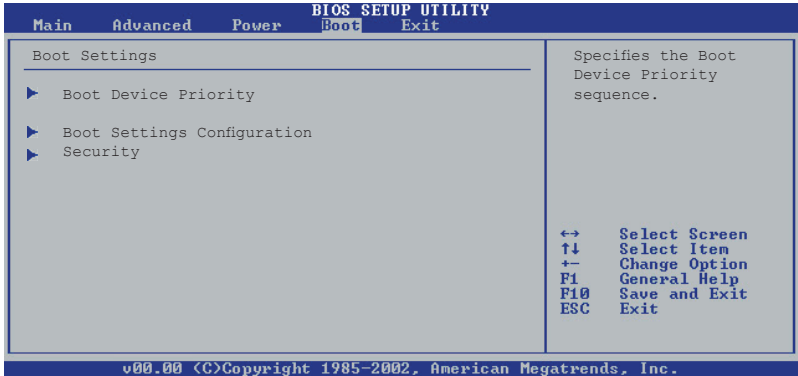 BIOS SETUP UTILITY
Main Advanced Power Boot Exit
Boot Settings
Boot Device Priority
Boot Settings Configuration
Security
Specifies the Boot
Device Priority
sequence.
←→ Select Screen
↑↓ Select Item
+- Change Option
F1 General Help
F10 Save and Exit
ESC Exit
v00.00 (C)Copyright 1985-2002, American Megatrends, Inc.